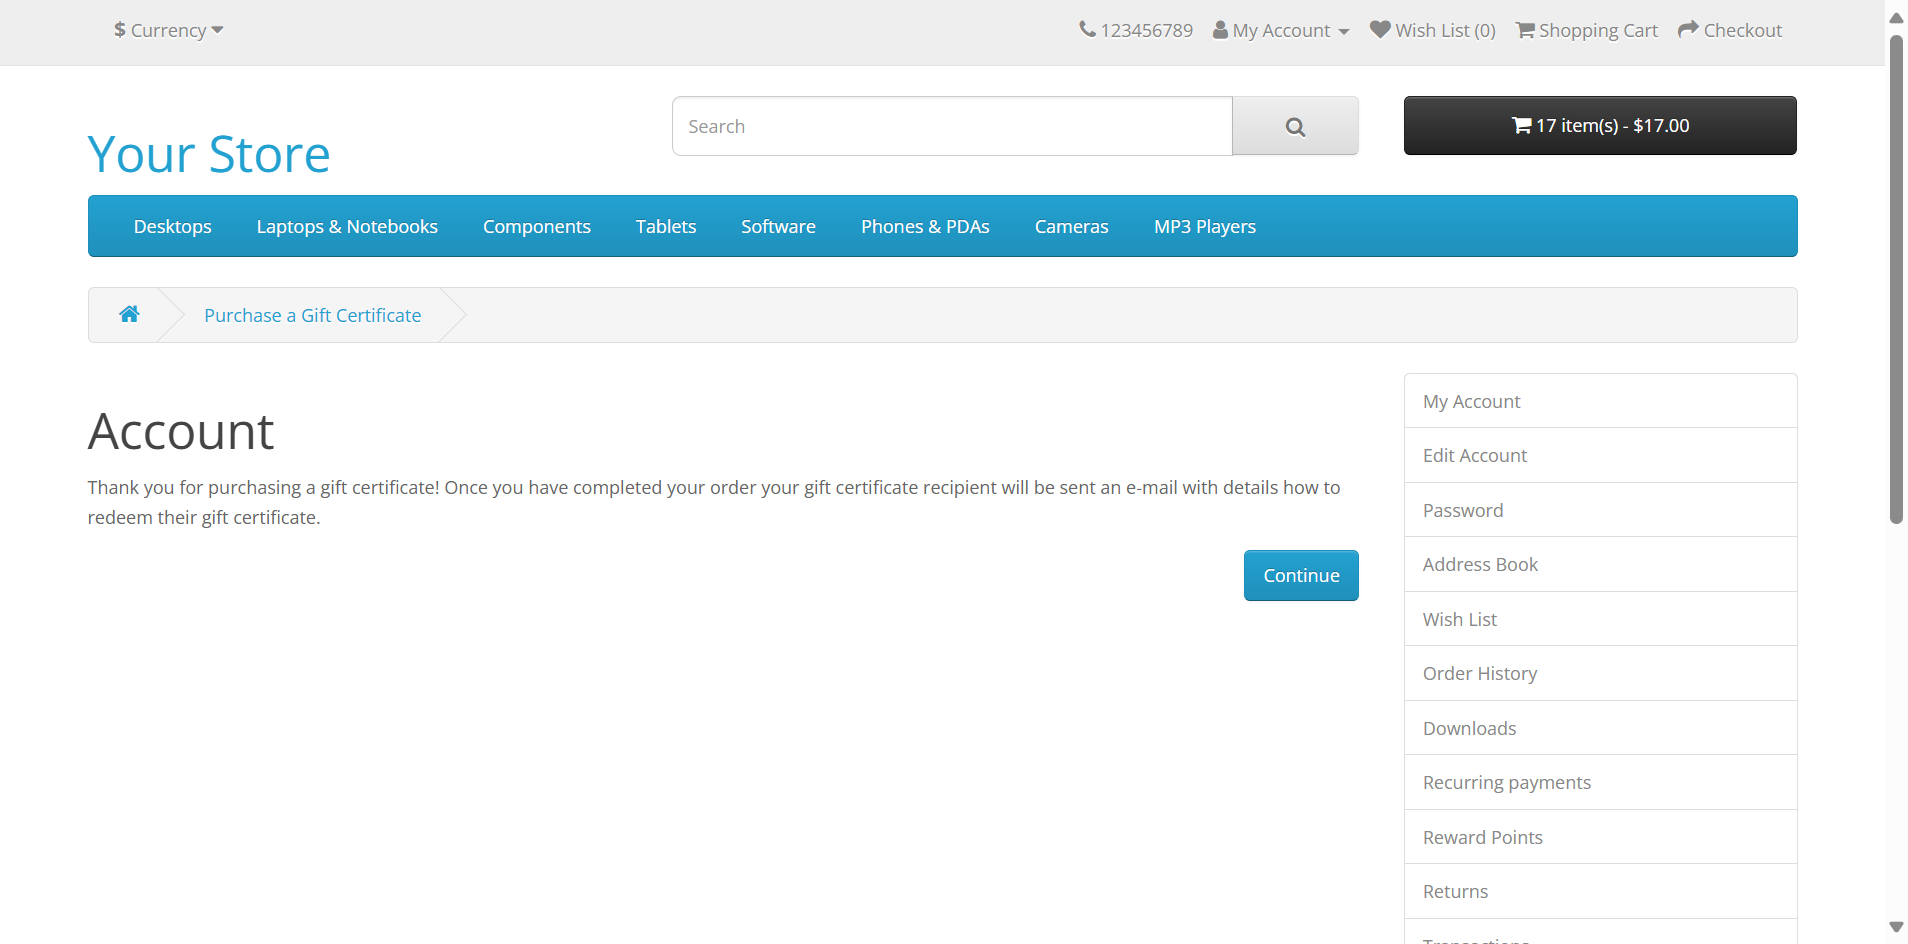 $ Currency
123456789
My Account
Wish List (0)
Shopping Cart
Checkout
Your Store
Search
17 item(s) - $17.00
Desktops
Laptops & Notebooks
Components
Tablets
Software
Phones & PDAs
Cameras
MP3 Players
Purchase a Gift Certificate
Account
Thank you for purchasing a gift certificate! Once you have completed your order your gift certificate recipient will be sent an e-mail with details how to
redeem their gift certificate.
Continue
My Account
Edit Account
Password
Address Book
Wish List
Order History
Downloads
Recurring payments
Reward Points
Returns